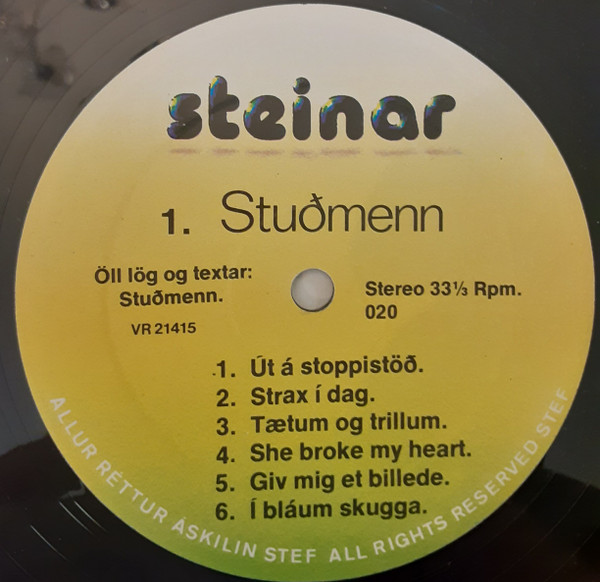 steinar
1. Stuðmenn
Öll lög og textar:
Stuðmenn.
VR 21415
Stereo 33⅓ Rpm.
020
1. Út á stoppistöð.
2. Strax í dag.
3. Tætum og trillum.
4. She broke my heart.
5. Giv mig et billede.
6. Í bláum skugga.
ALLUR RÉTTUR ÁSKILIN STEF ALL RIGHTS RESERVED STEF